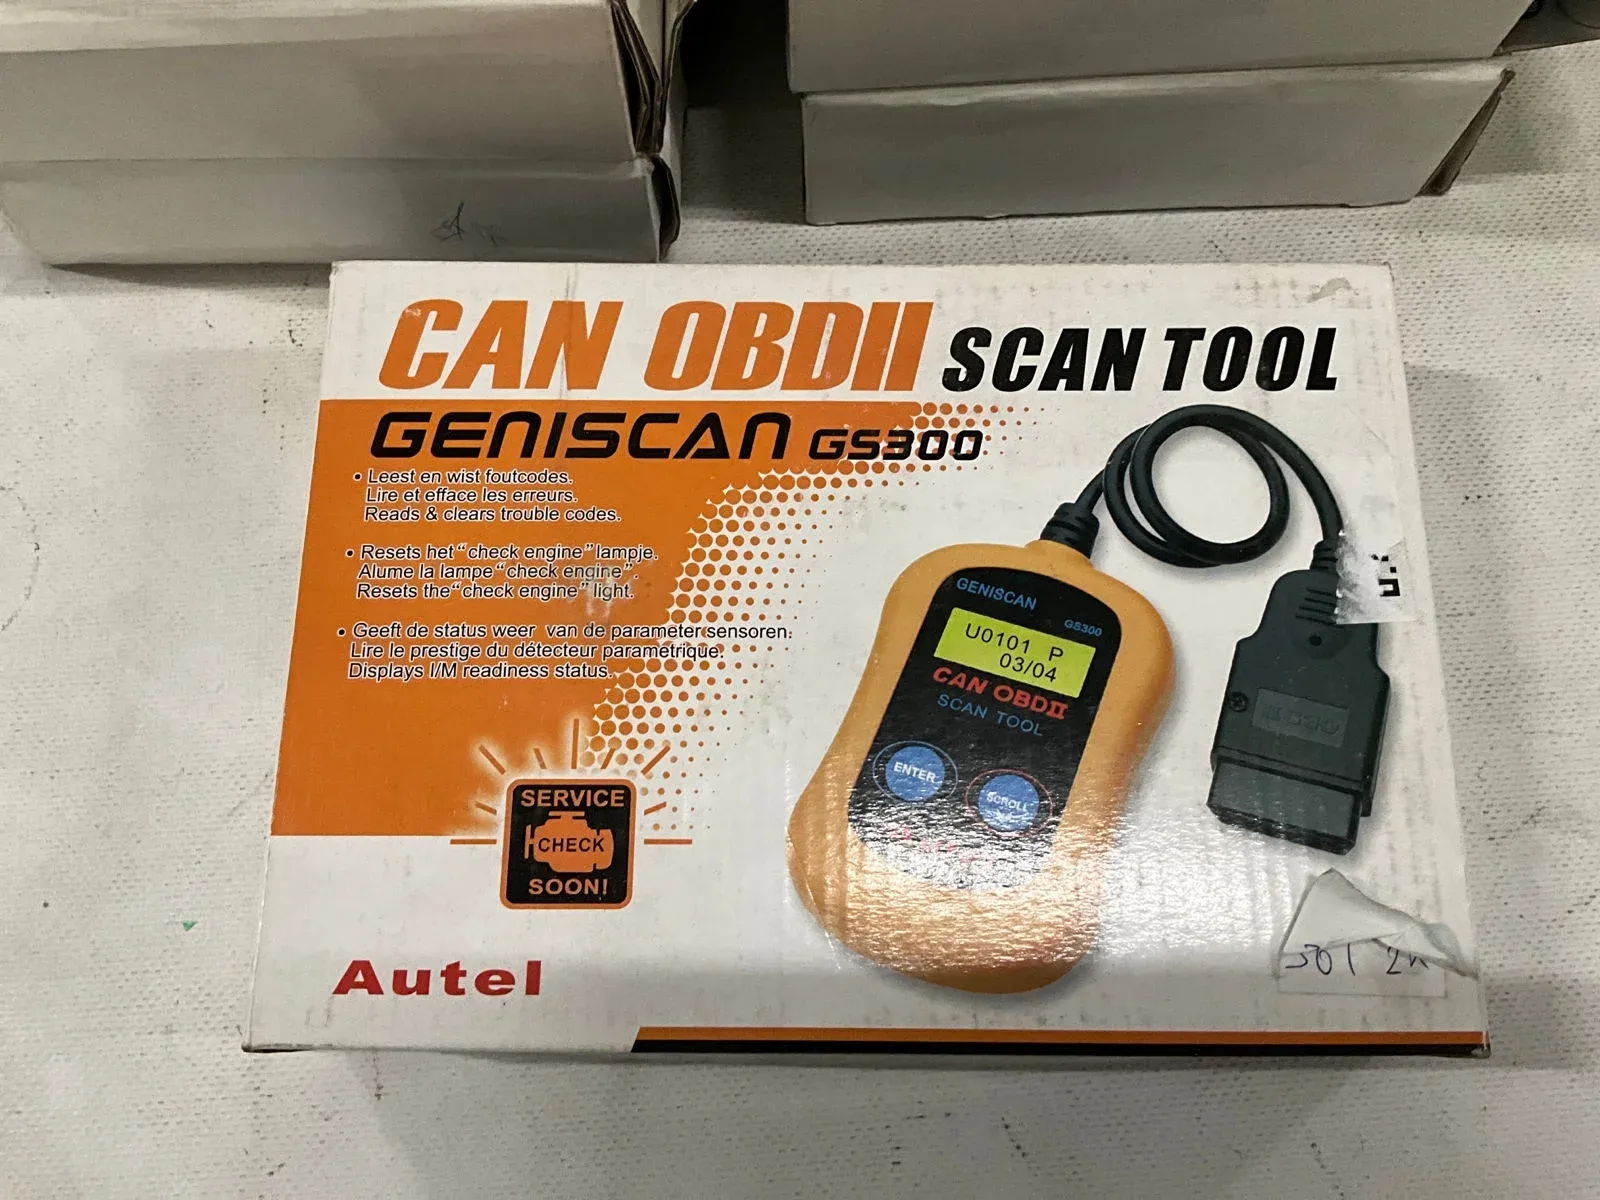 CAN OBDII SCAN TOOL
GENISCAN GS300
• Leest en wist foutcodes.
Lire et efface les erreurs.
Reads & clears trouble codes.
• Resets het “check engine” lampje.
Alume la lampe “check engine”.
Resets the “check engine” light.
• Geeft de status weer van de parameter sensoren.
Lire le prestige du détecteur parametrique.
Displays I/M readiness status.
GENISCAN
GS300
U0101 P
03/04
CAN OBDII
SCAN TOOL
ENTER
SCROLL
SERVICE
CHECK
SOON!
Autel